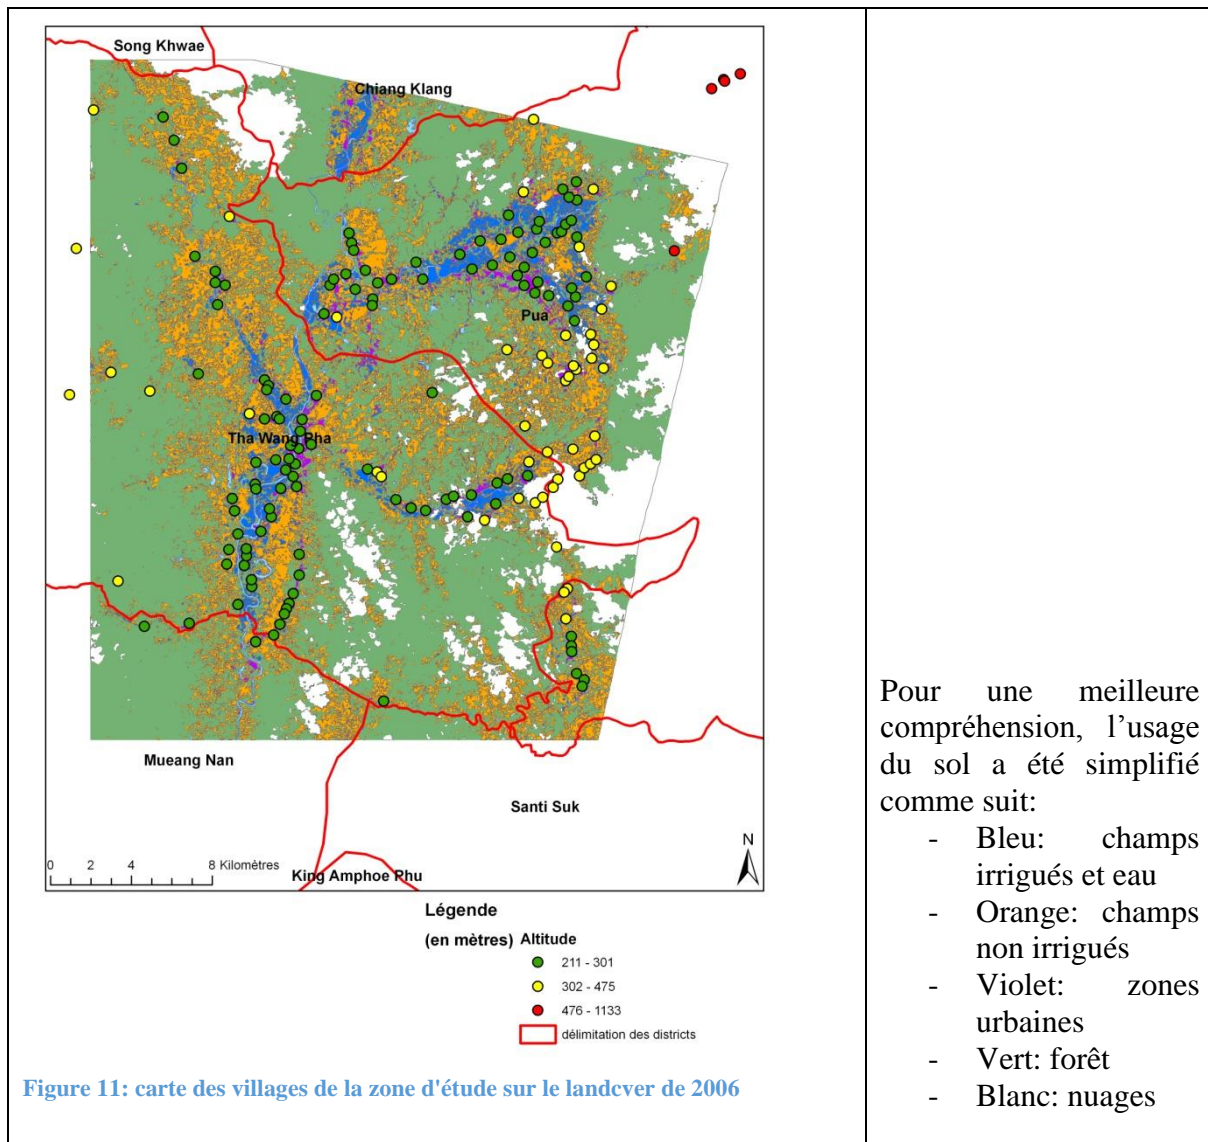 Song Khwae
Chiang Klang
Pua
Tha Wang Pha
Mueang Nan
Santi Suk
King Amphoe Phu
0 2 4 8 Kilomètres
N
Légende
(en mètres) Altitude
211 - 301
302 - 475
476 - 1133
délimitation des districts
Figure 11: carte des villages de la zone d'étude sur le landcver de 2006
Pour une meilleure
compréhension, l'usage
du sol a été simplifié
comme suit:
- Bleu: champs
irrigués et eau
- Orange: champs
non irrigués
- Violet: zones
urbaines
- Vert: forêt
- Blanc: nuages